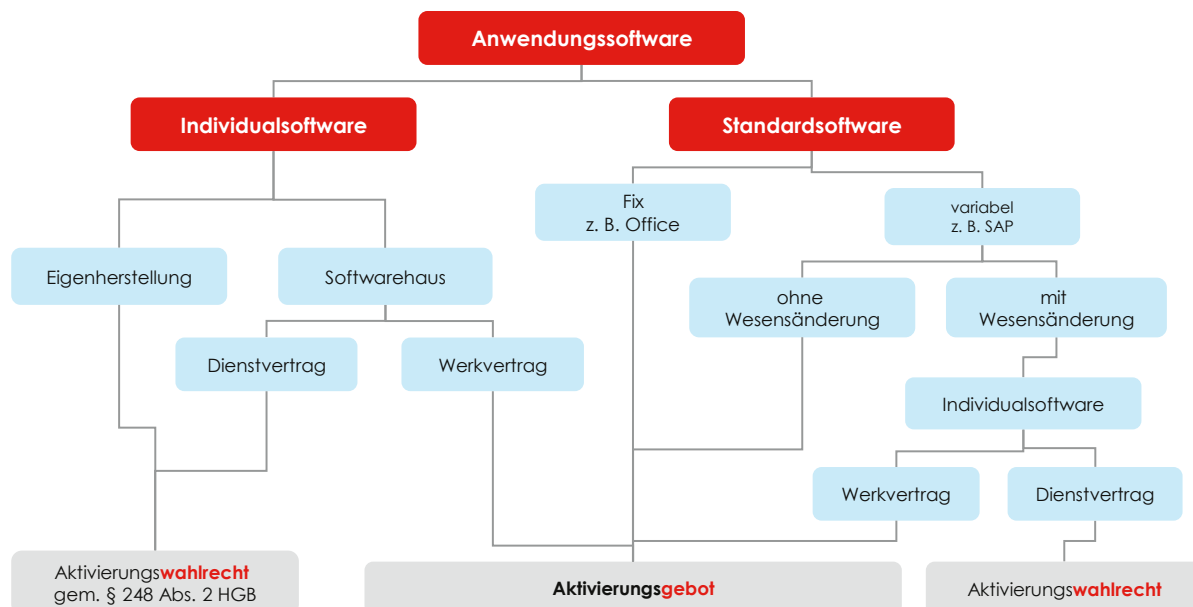 Anwendungssoftware
Individualsoftware
Standardsoftware
Fix
z. B. Office
variabel
z. B. SAP
Eigenherstellung
Softwarehaus
ohne
Wesensänderung
mit
Wesensänderung
Dienstvertrag
Werkvertrag
Individualsoftware
Werkvertrag
Dienstvertrag
Aktivierungswahlrecht
gem. § 248 Abs. 2 HGB
Aktivierungsgebot
Aktivierungswahlrecht